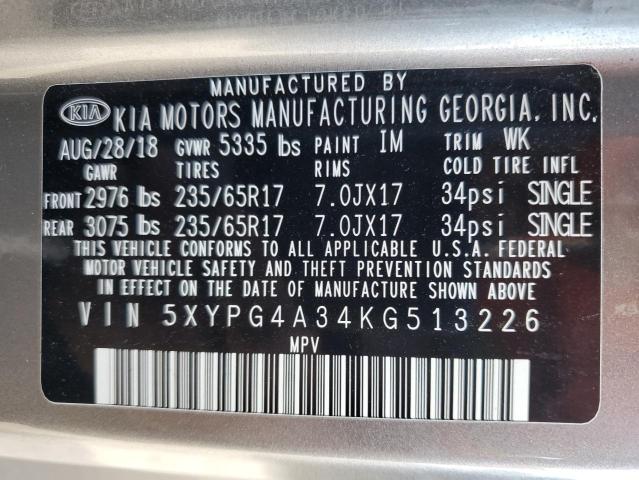 MANUFACTURED BY
KIA KIA MOTORS MANUFACTURING GEORGIA, INC.
AUG/28/18 GVWR 5335 lbs PAINT IM TRIM WK
GAWR TIRES RIMS COLD TIRE INFL
FRONT 2976 lbs 235/65R17 7.0JX17 34psi SINGLE
REAR 3075 lbs 235/65R17 7.0JX17 34psi SINGLE
THIS VEHICLE CONFORMS TO ALL APPLICABLE U.S.A. FEDERAL
MOTOR VEHICLE SAFETY AND THEFT PREVENTION STANDARDS
IN EFFECT ON THE DATE OF MANUFACTURE SHOWN ABOVE.
VIN 5XYPG4A34KG513226
MPV